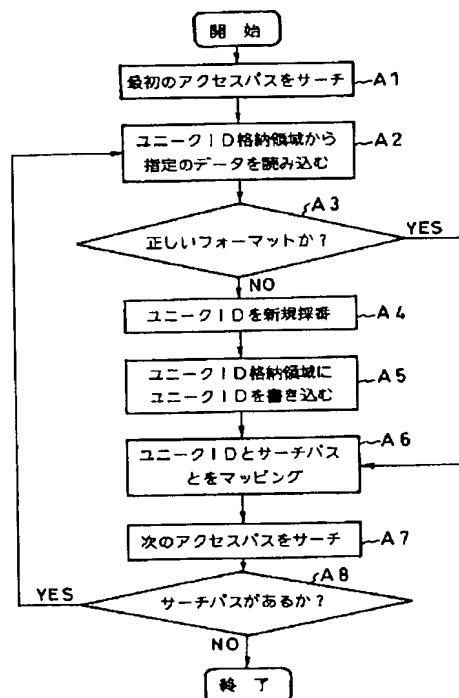 開始
最初のアクセスパスをサーチ
A1
ユニークID格納領域から
指定のデータを読み込む
A2
A3
正しいフォーマットか?
YES
NO
ユニークIDを新規採番
A4
ユニークID格納領域に
ユニークIDを書き込む
A5
A6
ユニークIDとサーチパス
とをマッピング
次のアクセスパスをサーチ
A7
A8
YES
サーチパスがあるか?
NO
終了